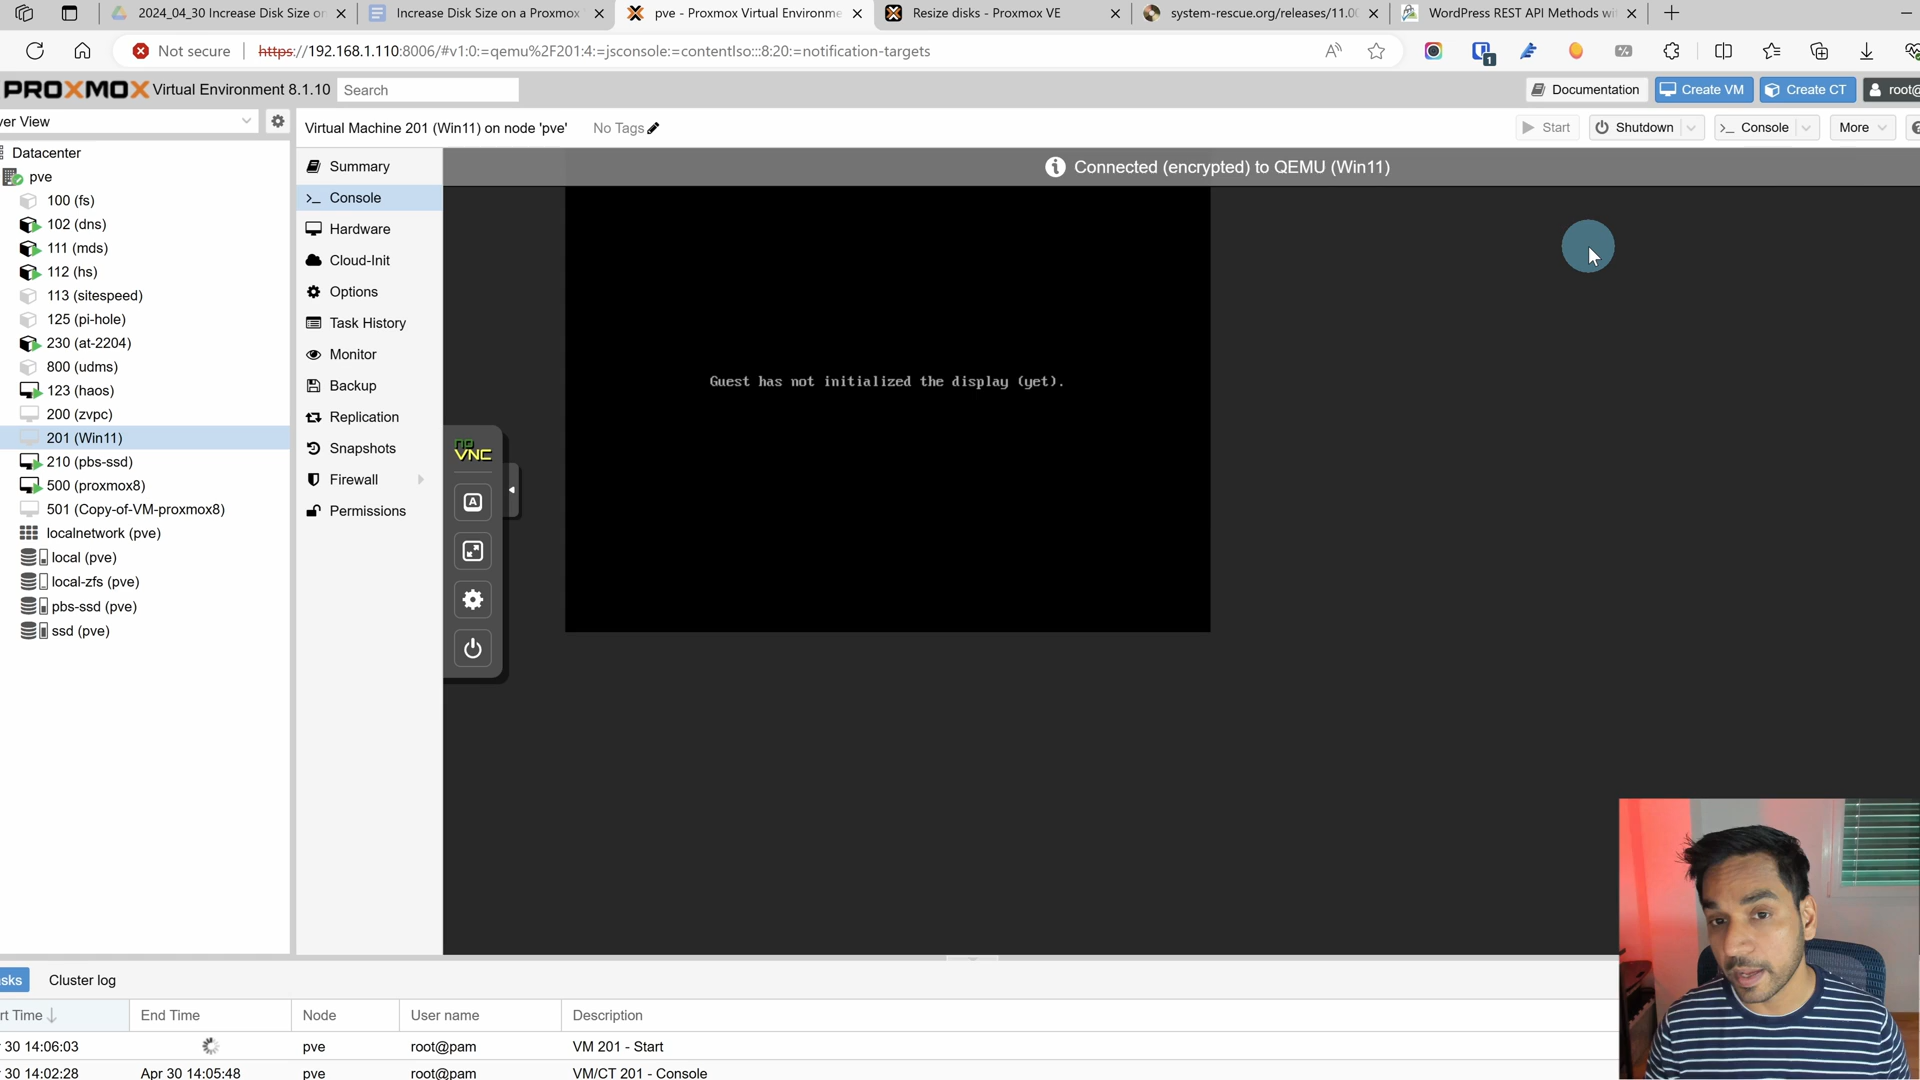 2024_04_30 Increase Disk Size or
Increase Disk Size on a Proxmox
pve - Proxmox Virtual Environme
Resize disks - Proxmox VE
system-rescue.org/releases/11.0
WordPress REST API Methods wi
Not secure
https://192.168.1.110:8006/#v1:0:=qemu%2F201:4:=jsconsole:=contentIso:::8:20:=notification-targets
PROXMOX Virtual Environment 8.1.10
Search
Documentation
Create VM
Create CT
root@
ver View
Virtual Machine 201 (Win11) on node 'pve'
No Tags
Start
Shutdown
Console
More
Datacenter
pve
100 (fs)
102 (dns)
111 (mds)
112 (hs)
113 (sitespeed)
125 (pi-hole)
230 (at-2204)
800 (udms)
123 (haos)
200 (zvpc)
201 (Win11)
210 (pbs-ssd)
500 (proxmox8)
501 (Copy-of-VM-proxmox8)
localnetwork (pve)
local (pve)
local-zfs (pve)
pbs-ssd (pve)
ssd (pve)
Summary
Console
Hardware
Cloud-Init
Options
Task History
Monitor
Backup
Replication
Snapshots
Firewall
Permissions
Connected (encrypted) to QEMU (Win11)
Guest has not initialized the display (yet).
no
VNC
A
asks
Cluster log
rt Time
End Time
Node
User name
Description
30 14:06:03
pve
root@pam
VM 201 - Start
30 14:02:28
Apr 30 14:05:48
pve
root@pam
VM/CT 201 - Console